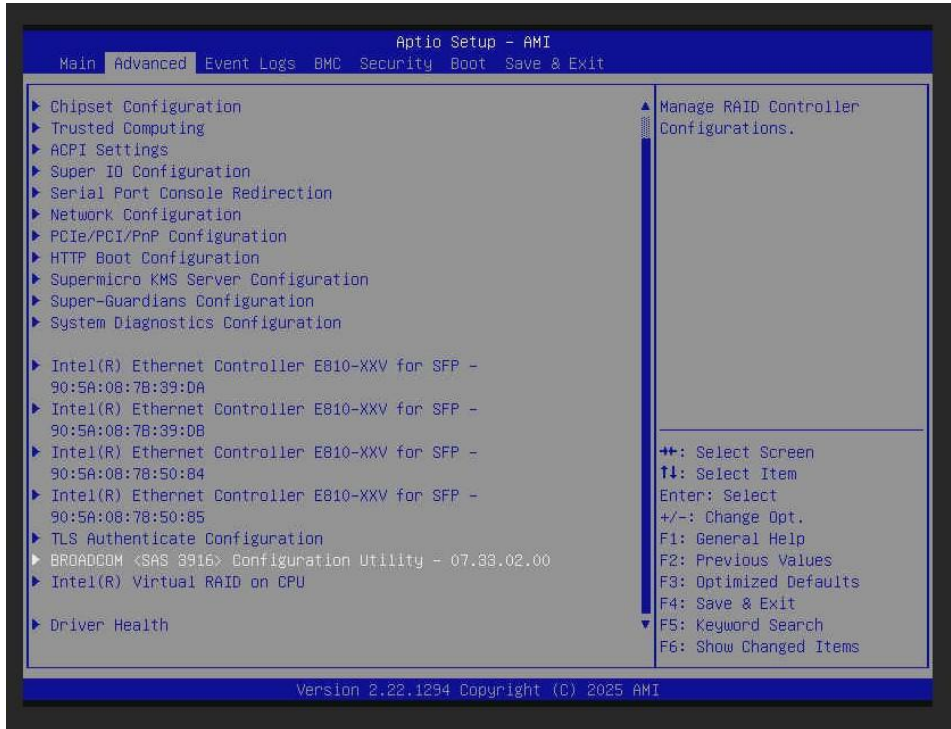 Aptio Setup - AMI
Main Advanced Event Logs BMC Security Boot Save & Exit
Chipset Configuration
Trusted Computing
ACPI Settings
Super IO Configuration
Serial Port Console Redirection
Network Configuration
PCIe/PCI/PnP Configuration
HTTP Boot Configuration
Supermicro KMS Server Configuration
Super-Guardians Configuration
System Diagnostics Configuration
Intel(R) Ethernet Controller E810-XXV for SFP -
90:5A:08:7B:39:DA
Intel(R) Ethernet Controller E810-XXV for SFP -
90:5A:08:7B:39:DB
Intel(R) Ethernet Controller E810-XXV for SFP -
90:5A:08:78:50:84
Intel(R) Ethernet Controller E810-XXV for SFP -
90:5A:08:78:50:85
TLS Authenticate Configuration
BROADCOM <SAS 3916> Configuration Utility - 07.33.02.00
Intel(R) Virtual RAID on CPU
Driver Health
Manage RAID Controller
Configurations.
→←: Select Screen
↑↓: Select Item
Enter: Select
+/-: Change Opt.
F1: General Help
F2: Previous Values
F3: Optimized Defaults
F4: Save & Exit
F5: Keyword Search
F6: Show Changed Items
Version 2.22.1294 Copyright (C) 2025 AMI